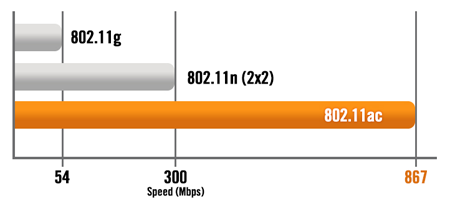 802.11g
802.11n (2x2)
802.11ac
54 300 867
Speed (Mbps)